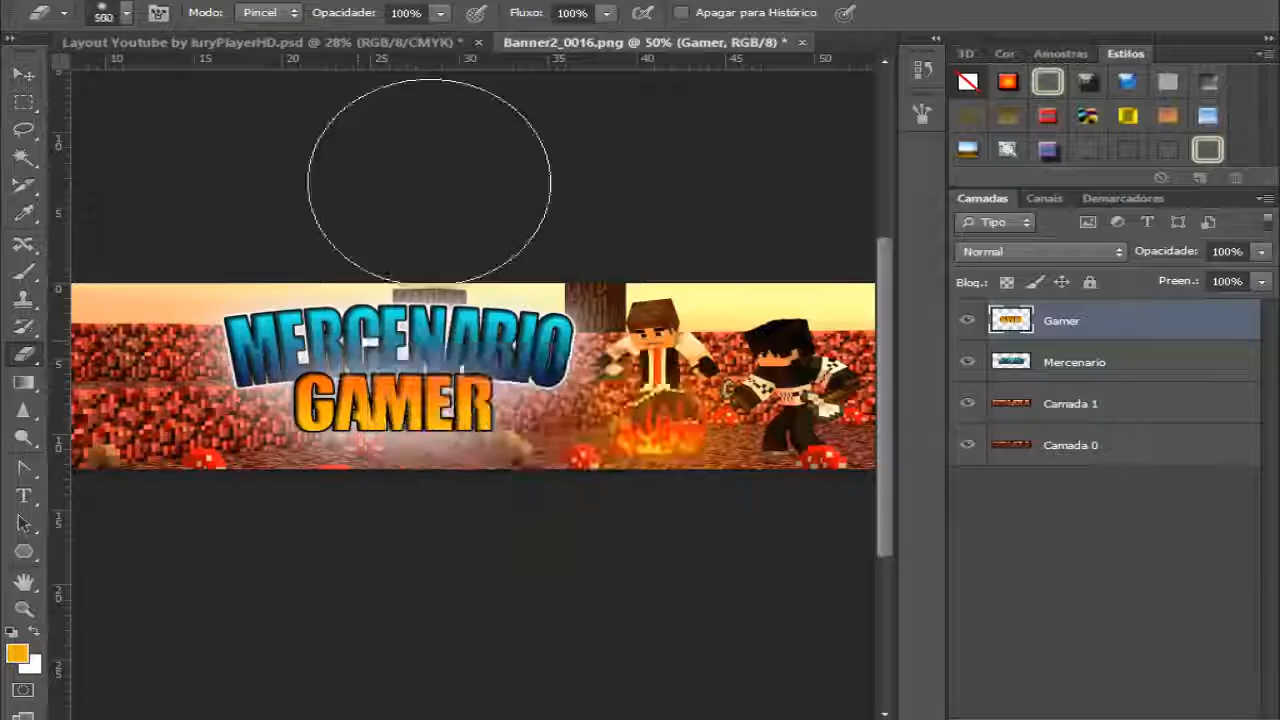 580 Modo: Pincel Opacidade: 100% Fluxo: 100% Apagar para Histórico
Layout Youtube by IuryPlayerHD.psd @ 28% (RGB/8/CMYK) * × Banner2_0016.png @ 50% (Gamer, RGB/8) * ×
10 15 20 25 30 35 40 45 50
3D Cor Amostras Estilos
Camadas Canais Demarcadores
Tipo
Normal Opacidade: 100%
Bloq.: Preen.: 100%
Gamer
Mercenario
Camada 1
Camada 0
MERCENARIO
GAMER